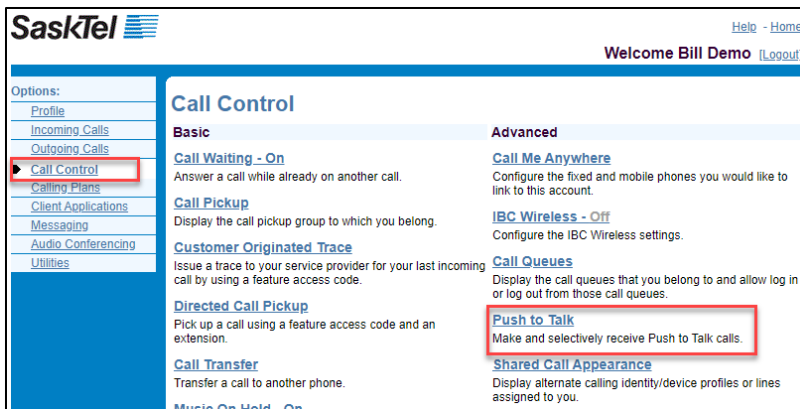 SaskTel
Help - Home
Welcome Bill Demo [Logout]
Options:
Profile
Incoming Calls
Outgoing Calls
Call Control
Calling Plans
Client Applications
Messaging
Audio Conferencing
Utilities
Call Control
Basic
Call Waiting - On
Answer a call while already on another call.
Call Pickup
Display the call pickup group to which you belong.
Customer Originated Trace
Issue a trace to your service provider for your last incoming
call by using a feature access code.
Directed Call Pickup
Pick up a call using a feature access code and an
extension.
Call Transfer
Transfer a call to another phone.
Music On Hold - On
Advanced
Call Me Anywhere
Configure the fixed and mobile phones you would like to
link to this account.
IBC Wireless - Off
Configure the IBC Wireless settings.
Call Queues
Display the call queues that you belong to and allow log in
or log out from those call queues.
Push to Talk
Make and selectively receive Push to Talk calls.
Shared Call Appearance
Display alternate calling identity/device profiles or lines
assigned to you.